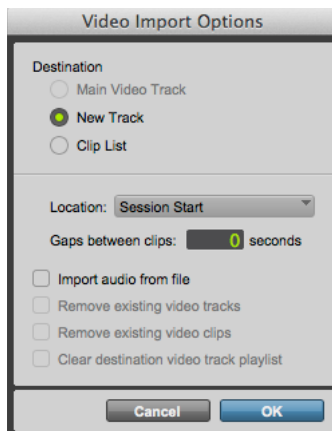 Video Import Options
Destination
Main Video Track
New Track
Clip List
Location: Session Start
Gaps between clips: 0 seconds
Import audio from file
Remove existing video tracks
Remove existing video clips
Clear destination video track playlist
Cancel OK